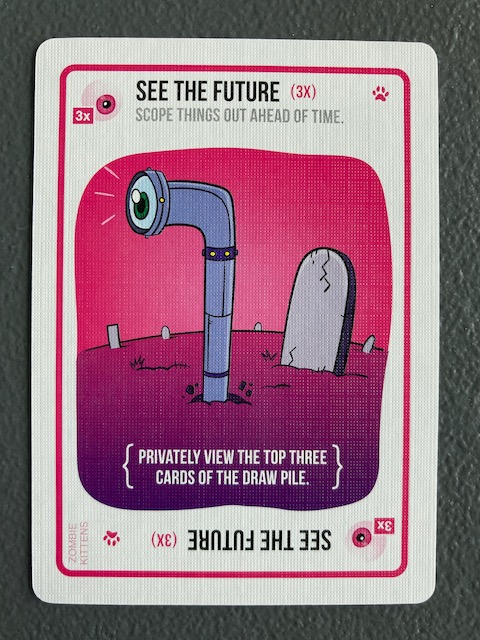 SEE THE FUTURE (3X)
3x
SCOPE THINGS OUT AHEAD OF TIME.
{ PRIVATELY VIEW THE TOP THREE
CARDS OF THE DRAW PILE. }
ZOMBIE
KITTENS
SEE THE FUTURE (3X)
3x